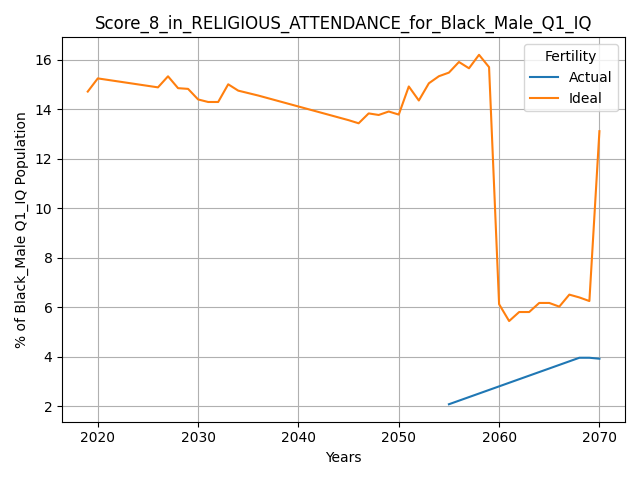 Score_8_in_RELIGIOUS_ATTENDANCE_for_Black_Male_Q1_IQ
Fertility
Actual
Ideal
% of Black_Male Q1_IQ Population
16
14
12
10
8
6
4
2
2020 2030 2040 2050 2060 2070
Years